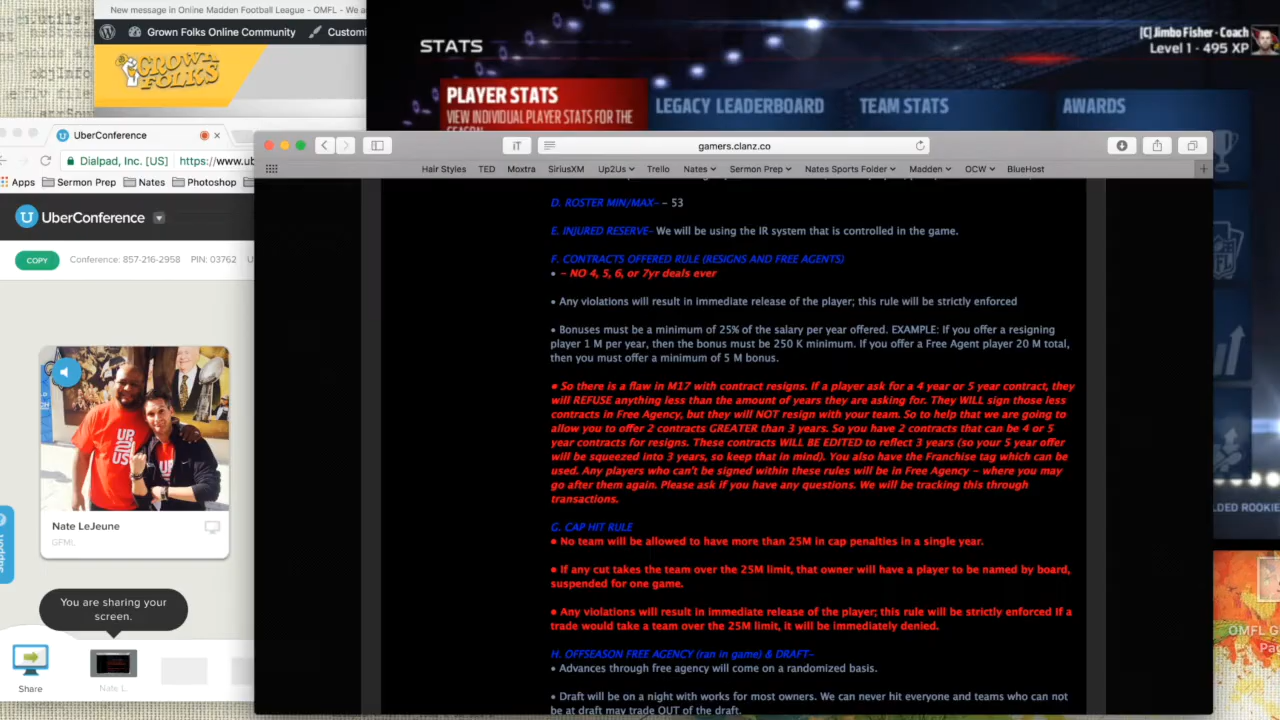 New message in Online Madden Football League - OMFL - We a
Grown Folks Online Community
Customi
GROWN FOLKS
STATS
[C] Jimbo Fisher - Coach
Level 1 - 495 XP
PLAYER STATS
VIEW INDIVIDUAL PLAYER STATS FOR THE
SEASON
LEGACY LEADERBOARD
TEAM STATS
AWARDS
UberConference
Dialpad, Inc. [US]
https://www.ub
Apps
Sermon Prep
Nates
Photoshop
UberConference
COPY
Conference: 857-216-2958
PIN: 03762
Nate LeJeune
GFML
support
You are sharing your
screen.
Share
Nate L.
gamers.clanz.co
Hair Styles
TED
Moxtra
SiriusXM
Up2Us
Trello
Nates
Sermon Prep
Nates Sports Folder
Madden
OCW
BlueHost
D. ROSTER MIN/MAX- – 53
E. INJURED RESERVE- We will be using the IR system that is controlled in the game.
F. CONTRACTS OFFERED RULE (RESIGNS AND FREE AGENTS)
• – NO 4, 5, 6, or 7yr deals ever
• Any violations will result in immediate release of the player; this rule will be strictly enforced
• Bonuses must be a minimum of 25% of the salary per year offered. EXAMPLE: If you offer a resigning
player 1 M per year, then the bonus must be 250 K minimum. If you offer a Free Agent player 20 M total,
then you must offer a minimum of 5 M bonus.
• So there is a flaw in M17 with contract resigns. If a player ask for a 4 year or 5 year contract, they
will REFUSE anything less than the amount of years they are asking for. They WILL sign those less
contracts in Free Agency, but they will NOT resign with your team. So to help that we are going to
allow you to offer 2 contracts GREATER than 3 years. So you have 2 contracts that can be 4 or 5
year contracts for resigns. These contracts WILL BE EDITED to reflect 3 years (so your 5 year offer
will be squeezed into 3 years, so keep that in mind). You also have the Franchise tag which can be
used. Any players who can't be signed within these rules will be in Free Agency – where you may
go after them again. Please ask if you have any questions. We will be tracking this through
transactions.
G. CAP HIT RULE
• No team will be allowed to have more than 25M in cap penalties in a single year.
• If any cut takes the team over the 25M limit, that owner will have a player to be named by board,
suspended for one game.
• Any violations will result in immediate release of the player; this rule will be strictly enforced If a
trade would take a team over the 25M limit, it will be immediately denied.
H. OFFSEASON FREE AGENCY (ran in game) & DRAFT–
• Advances through free agency will come on a randomized basis.
• Draft will be on a night with works for most owners. We can never hit everyone and teams who can not
be at draft may trade OUT of the draft.
LDED ROOKIE
OMFL G
Pac